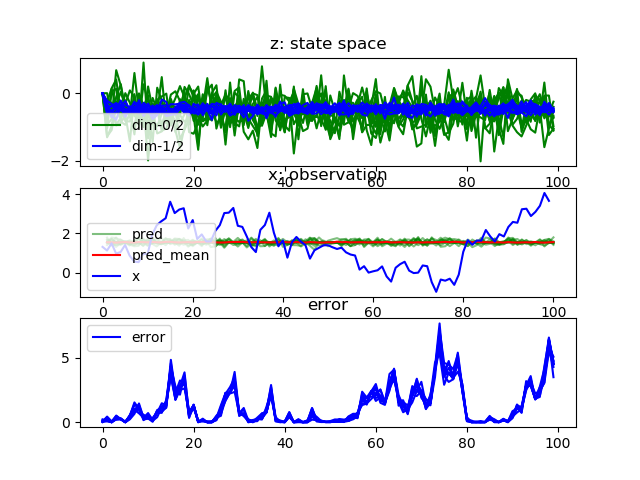 z: state space
0
−2
dim-0/2
dim-1/2
0 20 40 60 80 100
x: observation
4
2
0
pred
pred_mean
x
0 20 40 60 80 100
error
5
0
error
0 20 40 60 80 100